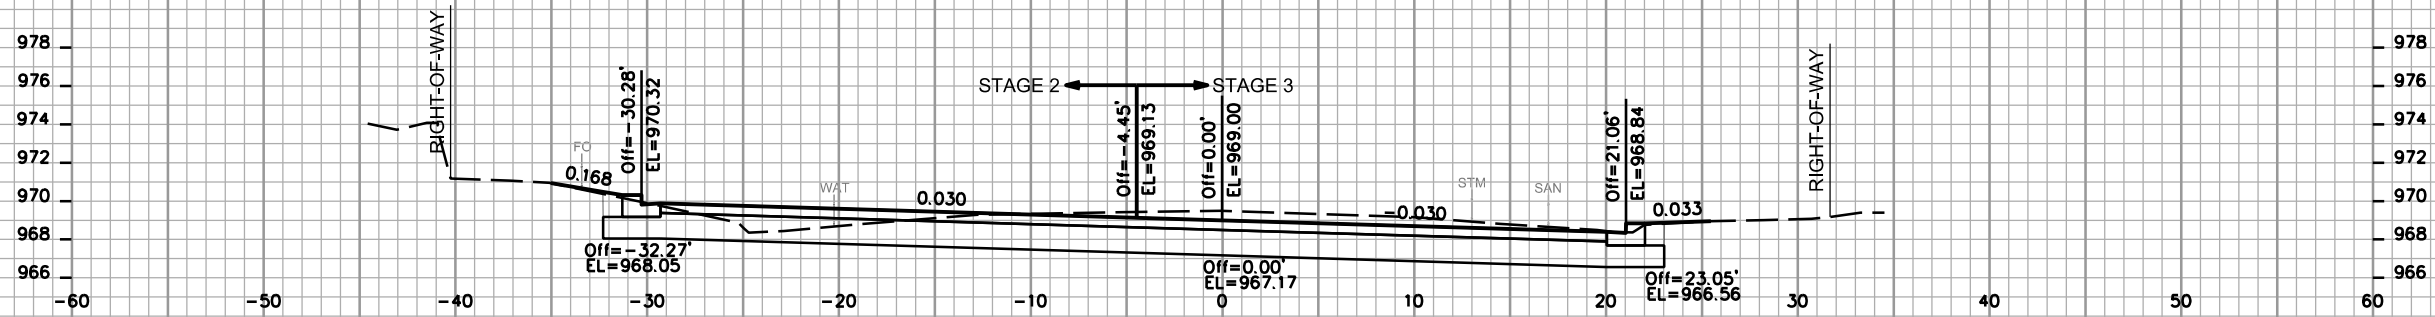 RIGHT-OF-WAY
978
976
974
972
970
968
966
978
976
974
972
970
968
966
Off=-30.28'
EL=970.32
STAGE 2
STAGE 3
Off=-4.45'
EL=969.13
Off=0.00'
EL=969.00
Off=21.06'
EL=968.84
RIGHT-OF-WAY
FO
0.168
WAT
0.030
STM
SAN
-0.030
0.033
Off=-32.27'
EL=968.05
Off=0.00'
EL=967.17
Off=23.05'
EL=966.56
-60
-50
-40
-30
-20
-10
0
10
20
30
40
50
60